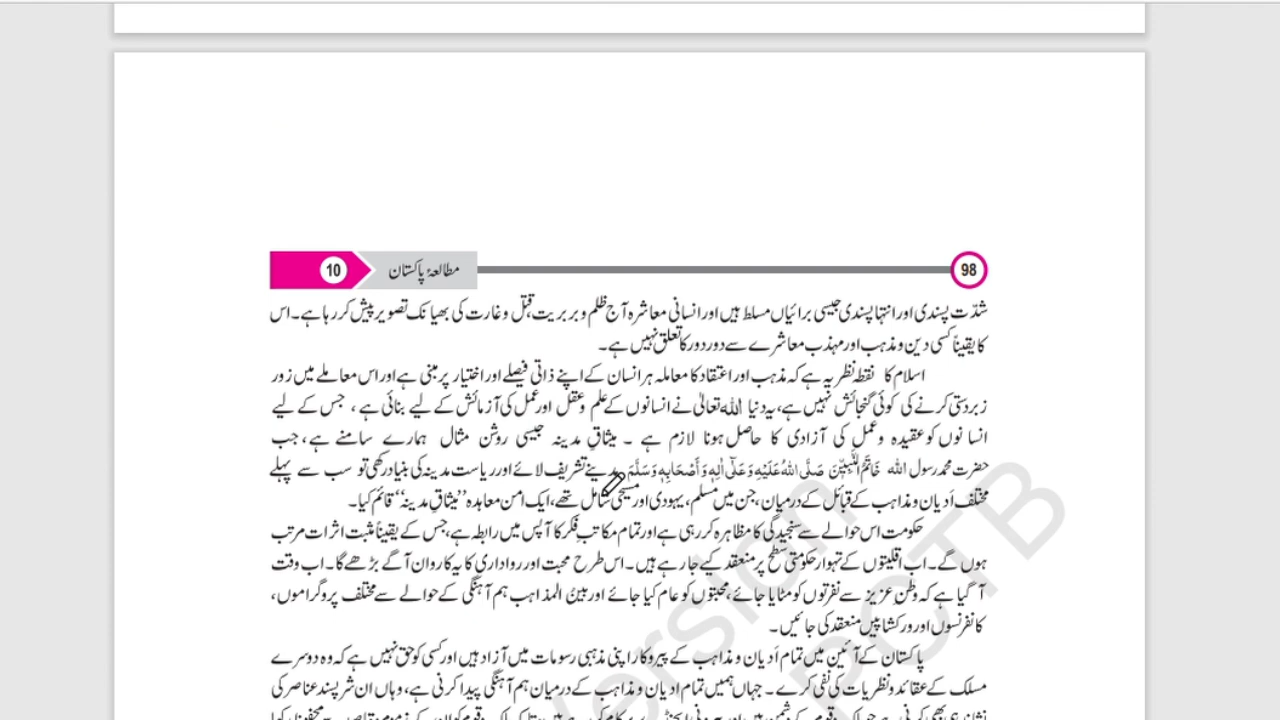 98
مطالعۂ پاکستان
10
شدّت پسندی اور انتہا پسندی جیسی برائیاں مسلط ہیں اور انسانی معاشرہ آج ظلم و بربریت، قتل و غارت کی بھیانک تصویر پیش کر رہا ہے۔ اس
کا یقیناً کسی دین و مذہب اور مہذب معاشرے سے دور دور کا تعلق نہیں ہے۔
اسلام کا نقطہ نظر یہ ہے کہ مذہب اور اعتقاد کا معاملہ ہر انسان کے اپنے ذاتی فیصلے اور اختیار پر مبنی ہے اور اس معاملے میں زور
زبردستی کرنے کی کوئی گنجائش نہیں ہے، یہ دنیا اللہ تعالیٰ نے انسانوں کے علم و عقل اور عمل کی آزمائش کے لیے بنائی ہے ، جس کے لیے
انسانوں کو عقیدہ و عمل کی آزادی کا حاصل ہونا لازم ہے ۔ میثاقِ مدینہ جیسی روشن مثال ہمارے سامنے ہے، جب
حضرت محمد رسول اللہ خَاتَمُ النَّبِیّٖنَ صَلَّی اللّٰہُ عَلَیْہِ وَعَلٰٓی اٰلِہٖ وَاَصْحَابِہٖ وَسَلَّمَ مدینے تشریف لائے اور ریاست مدینہ کی بنیاد رکھی تو سب سے پہلے
مختلف اَدیان و مذاہب کے قبائل کے درمیان، جن میں مسلم، یہودی اور مسیحی شامل تھے، ایک امن معاہدہ ”میثاقِ مدینہ“ قائم کیا۔
حکومت اس حوالے سے سنجیدگی کا مظاہرہ کر رہی ہے اور تمام مکاتبِ فکر کا آپس میں رابطہ ہے، جس کے یقیناً مثبت اثرات مرتب
ہوں گے۔ اب اقلیتوں کے تہوار حکومتی سطح پر منعقد کیے جا رہے ہیں۔ اس طرح محبت اور رواداری کا یہ کارواں آگے بڑھے گا۔ اب وقت
آ گیا ہے کہ وطنِ عزیز سے نفرتوں کو مٹایا جائے، محبتوں کو عام کیا جائے اور بینُ المذاہب ہم آہنگی کے حوالے سے مختلف پروگراموں،
کانفرنسوں اور ورکشاپس منعقد کی جائیں۔
پاکستان کے آئین میں تمام اَدیان و مذاہب کے پیروکار اپنی مذہبی رسومات میں آزاد ہیں اور کسی کو حق نہیں ہے کہ وہ دوسرے
مسلک کے عقائد و نظریات کی نفی کرے۔ جہاں ہمیں تمام ادیان و مذاہب کے درمیان ہم آہنگی پیدا کرنی ہے، وہاں ان شرپسند عناصر کی
Version
PCTB